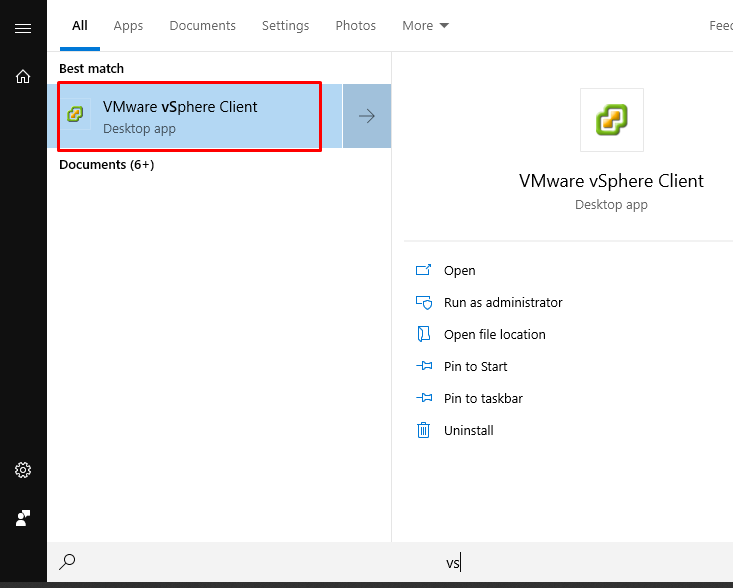 All Apps Documents Settings Photos More Feec
Best match
VMware vSphere Client
Desktop app
Documents (6+)
VMware vSphere Client
Desktop app
Open
Run as administrator
Open file location
Pin to Start
Pin to taskbar
Uninstall
vs